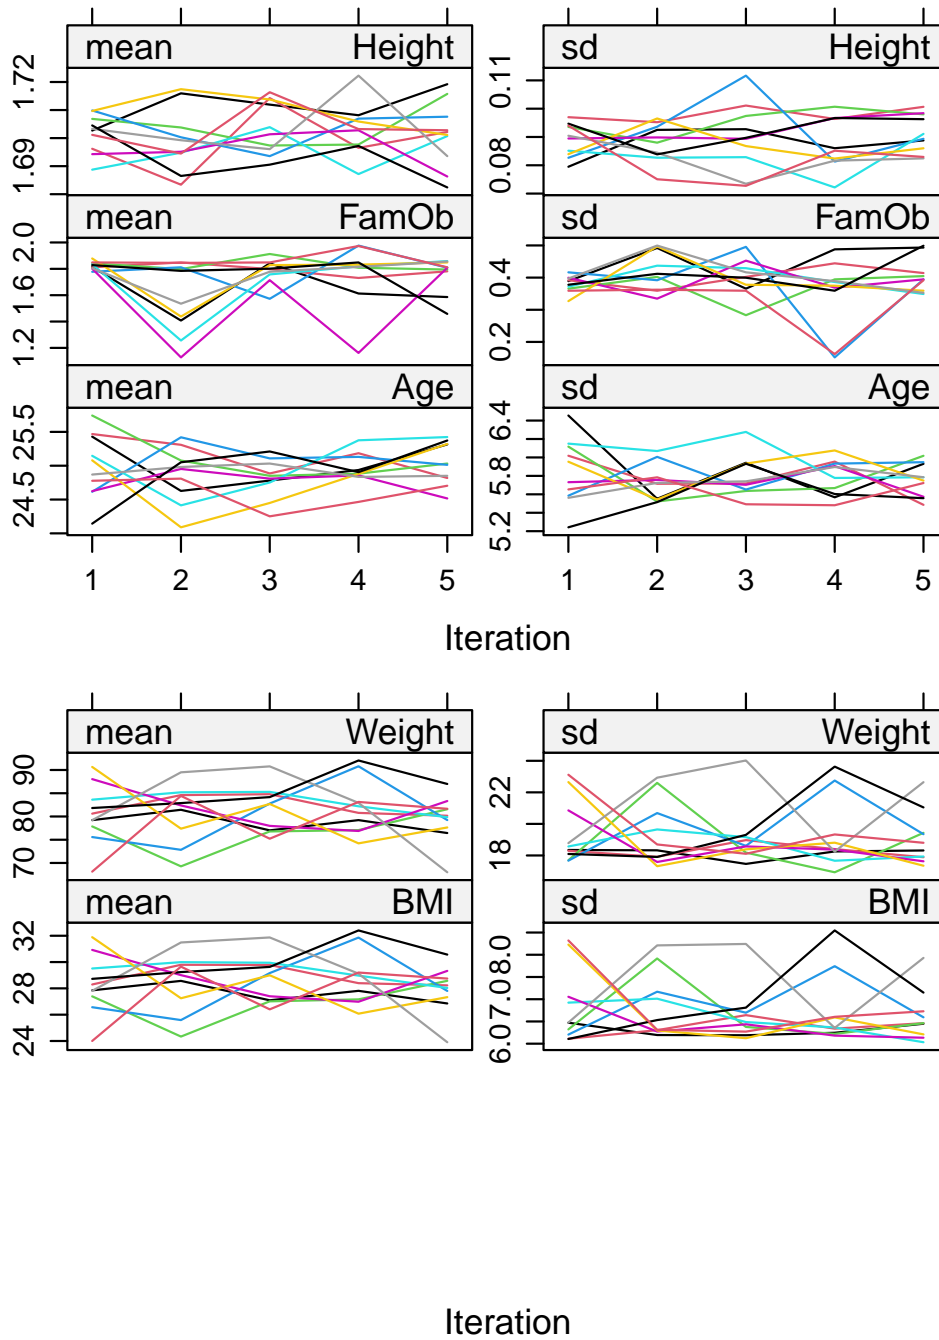 mean Height sd Height
1.69 1.72
0.08 0.11
mean FamOb sd FamOb
1.2 1.6 2.0
0.2 0.4
mean Age sd Age
24.5 25.5
5.2 5.8 6.4
1 2 3 4 5 1 2 3 4 5
Iteration
mean Weight sd Weight
70 80 90
18 22
mean BMI sd BMI
24 28 32
6.0 7.0 8.0
Iteration